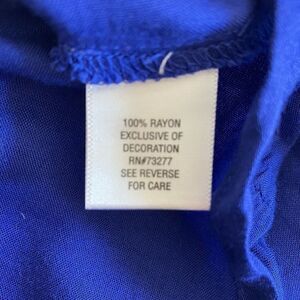 100% RAYON
EXCLUSIVE OF
DECORATION
RN#73277
SEE REVERSE
FOR CARE